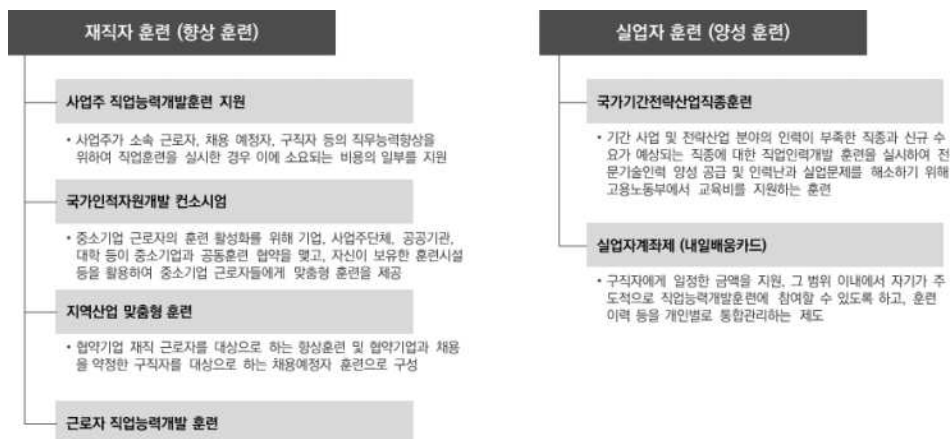 재직자 훈련 (향상 훈련)
사업주 직업능력개발훈련 지원
• 사업주가 소속 근로자, 채용 예정자, 구직자 등의 직무능력향상을
위하여 직업훈련을 실시한 경우 이에 소요되는 비용의 일부를 지원
국가인적자원개발 컨소시엄
• 중소기업 근로자의 훈련 활성화를 위해 기업, 사업주단체, 공공기관,
대학 등이 중소기업과 공동훈련 협약을 맺고, 자신이 보유한 훈련시설
등을 활용하여 중소기업 근로자들에게 맞춤형 훈련을 제공
지역산업 맞춤형 훈련
• 협약기업 재직 근로자를 대상으로 하는 향상훈련 및 협약기업과 채용
을 약정한 구직자를 대상으로 하는 채용예정자 훈련으로 구성
근로자 직업능력개발 훈련
실업자 훈련 (양성 훈련)
국가기간전략산업직종훈련
• 기간 사업 및 전략산업 분야의 인력이 부족한 직종과 신규 수
요가 예상되는 직종에 대한 직업인력개발 훈련을 실시하여 전
문기술인력 양성 공급 및 인력난과 실업문제를 해소하기 위해
고용노동부에서 교육비를 지원하는 훈련
실업자계좌제 (내일배움카드)
• 구직자에게 일정한 금액을 지원, 그 범위 이내에서 자기가 주
도적으로 직업능력개발훈련에 참여할 수 있도록 하고, 훈련
이력 등을 개인별로 통합관리하는 제도